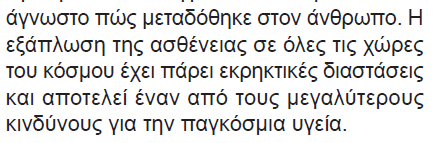 άγνωστο πώς μεταδόθηκε στον άνθρωπο. Η
εξάπλωση της ασθένειας σε όλες τις χώρες
του κόσμου έχει πάρει εκρηκτικές διαστάσεις
και αποτελεί έναν από τους μεγαλύτερους
κινδύνους για την παγκόσμια υγεία.